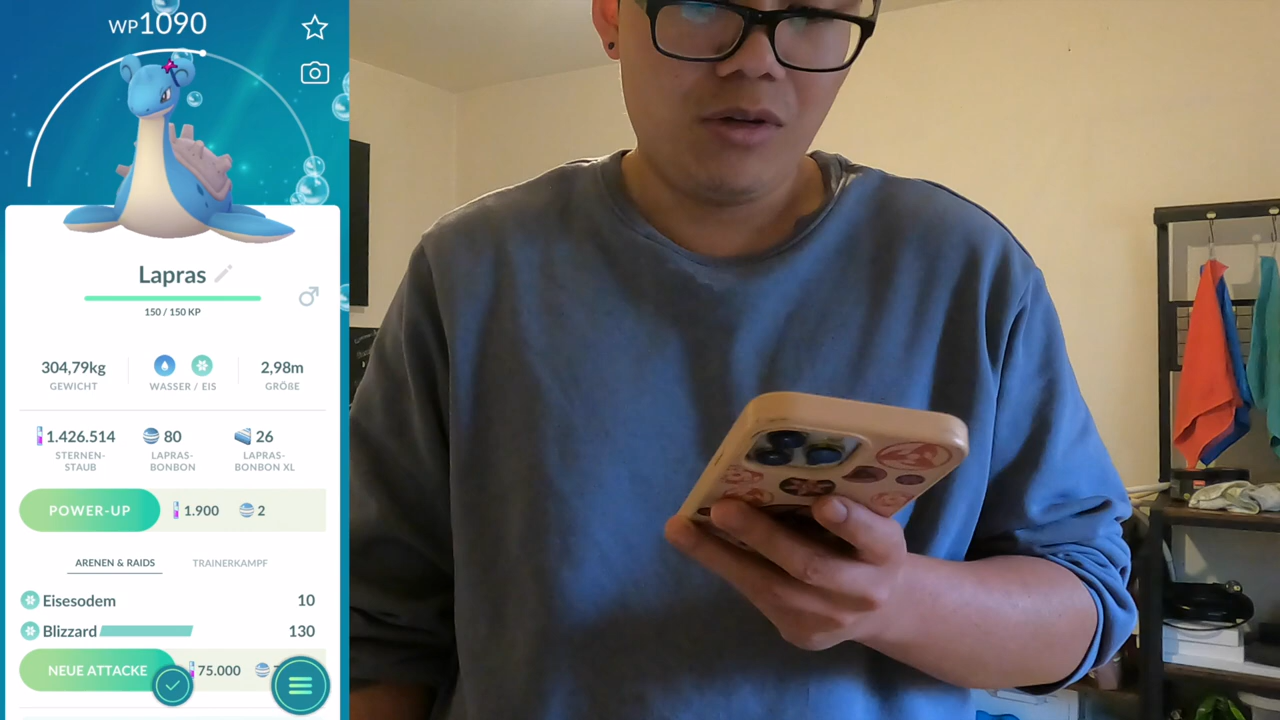 WP1090
Lapras
150 / 150 KP
304,79kg
GEWICHT
WASSER / EIS
2,98m
GRÖßE
1.426.514
STERNEN-
STAUB
80
LAPRAS-
BONBON
26
LAPRAS-
BONBON XL
POWER-UP
1.900
2
ARENEN & RAIDS
TRAINERKAMPF
Eisesodem 10
Blizzard 130
NEUE ATTACKE
75.000